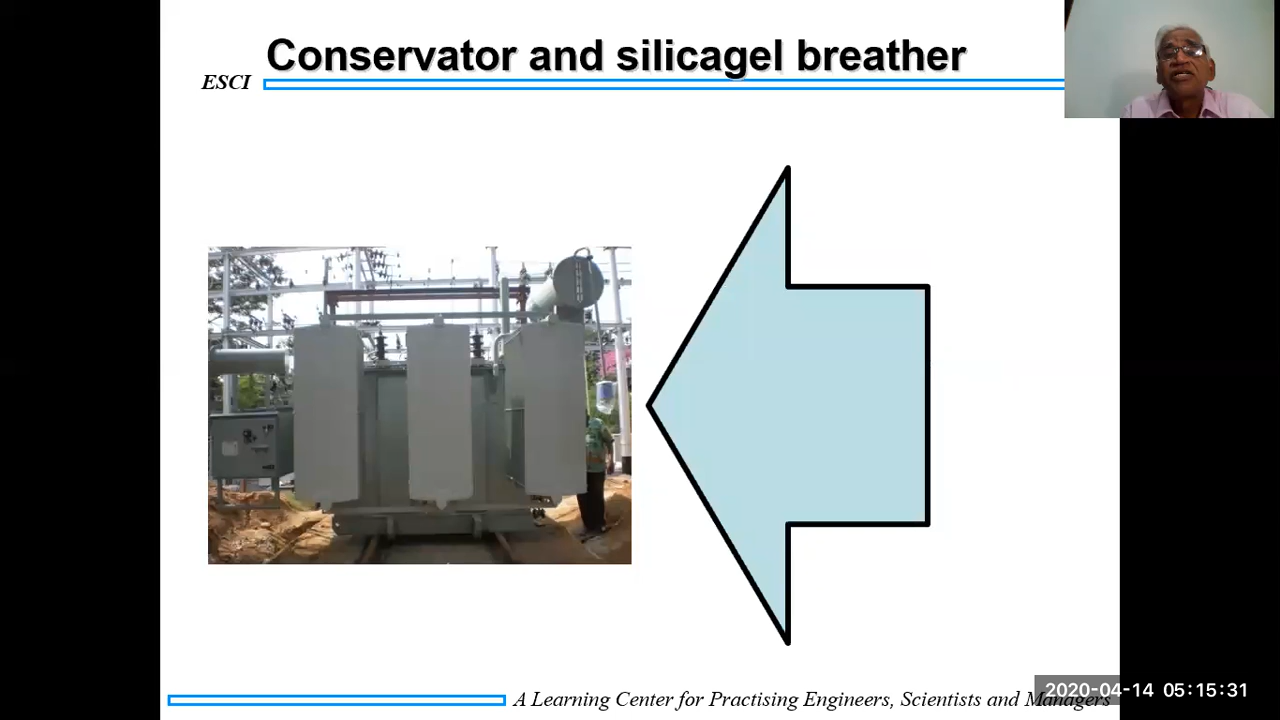 Conservator and silicagel breather
ESCI
A Learning Center for Practising Engineers, Scientists and Managers
2020-04-14 05:15:31